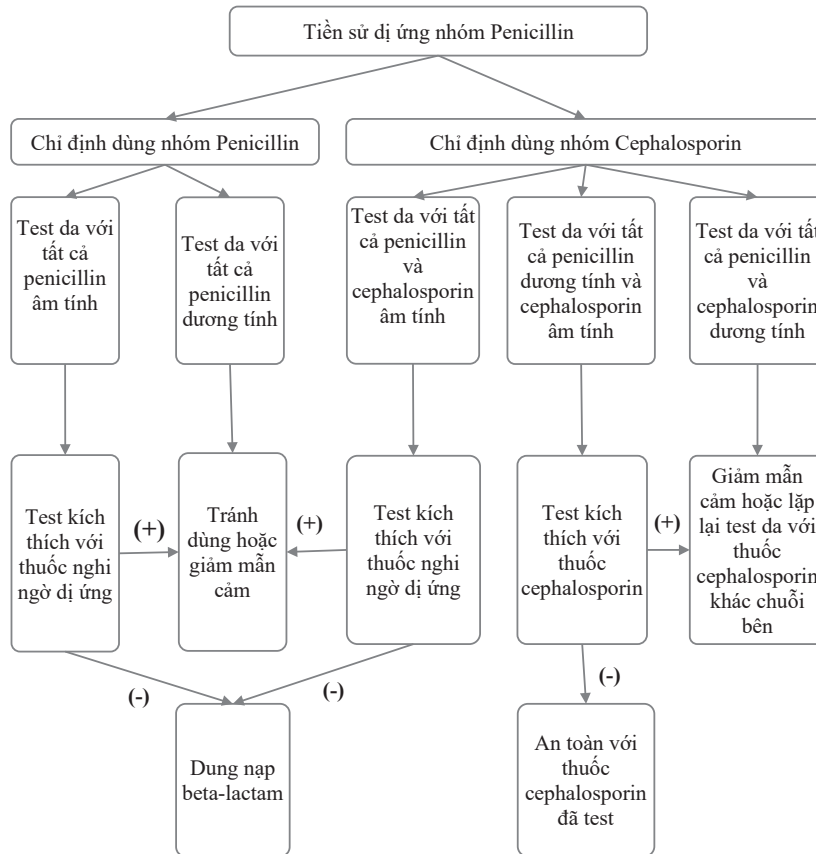 Tiền sử dị ứng nhóm Penicillin
Chỉ định dùng nhóm Penicillin
Chỉ định dùng nhóm Cephalosporin
Test da với
tất cả
penicillin
âm tính
Test da với
tất cả
penicillin
dương tính
Test da với tất
cả penicillin
và
cephalosporin
âm tính
Test da với tất
cả penicillin
dương tính và
cephalosporin
âm tính
Test da với tất
cả penicillin
và
cephalosporin
dương tính
Test kích
thích với
thuốc nghi
ngờ dị ứng
(+)
Tránh
dùng hoặc
giảm mẫn
cảm
(+)
Test kích
thích với
thuốc nghi
ngờ dị ứng
Test kích
thích với
thuốc
cephalosporin
(+)
Giảm mẫn
cảm hoặc lặp
lại test da với
thuốc
cephalosporin
khác chuỗi
bên
(-)
(-)
(-)
Dung nạp
beta-lactam
An toàn với
thuốc
cephalosporin
đã test